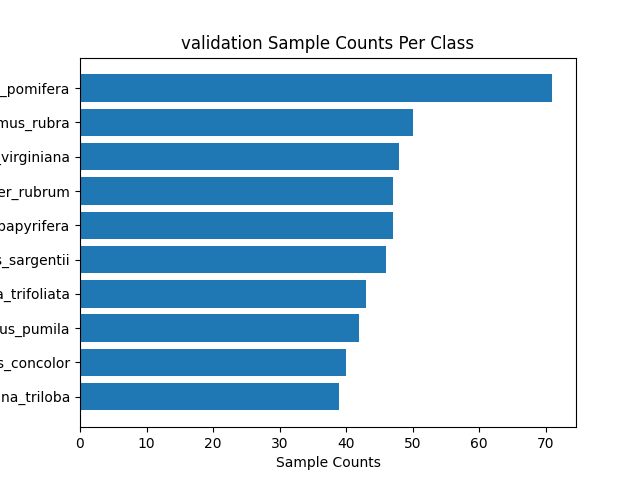 validation Sample Counts Per Class
_pomifera
mus_rubra
_virginiana
er_rubrum
papyrifera
s_sargentii
a_trifoliata
us_pumila
s_concolor
na_triloba
0 10 20 30 40 50 60 70
Sample Counts